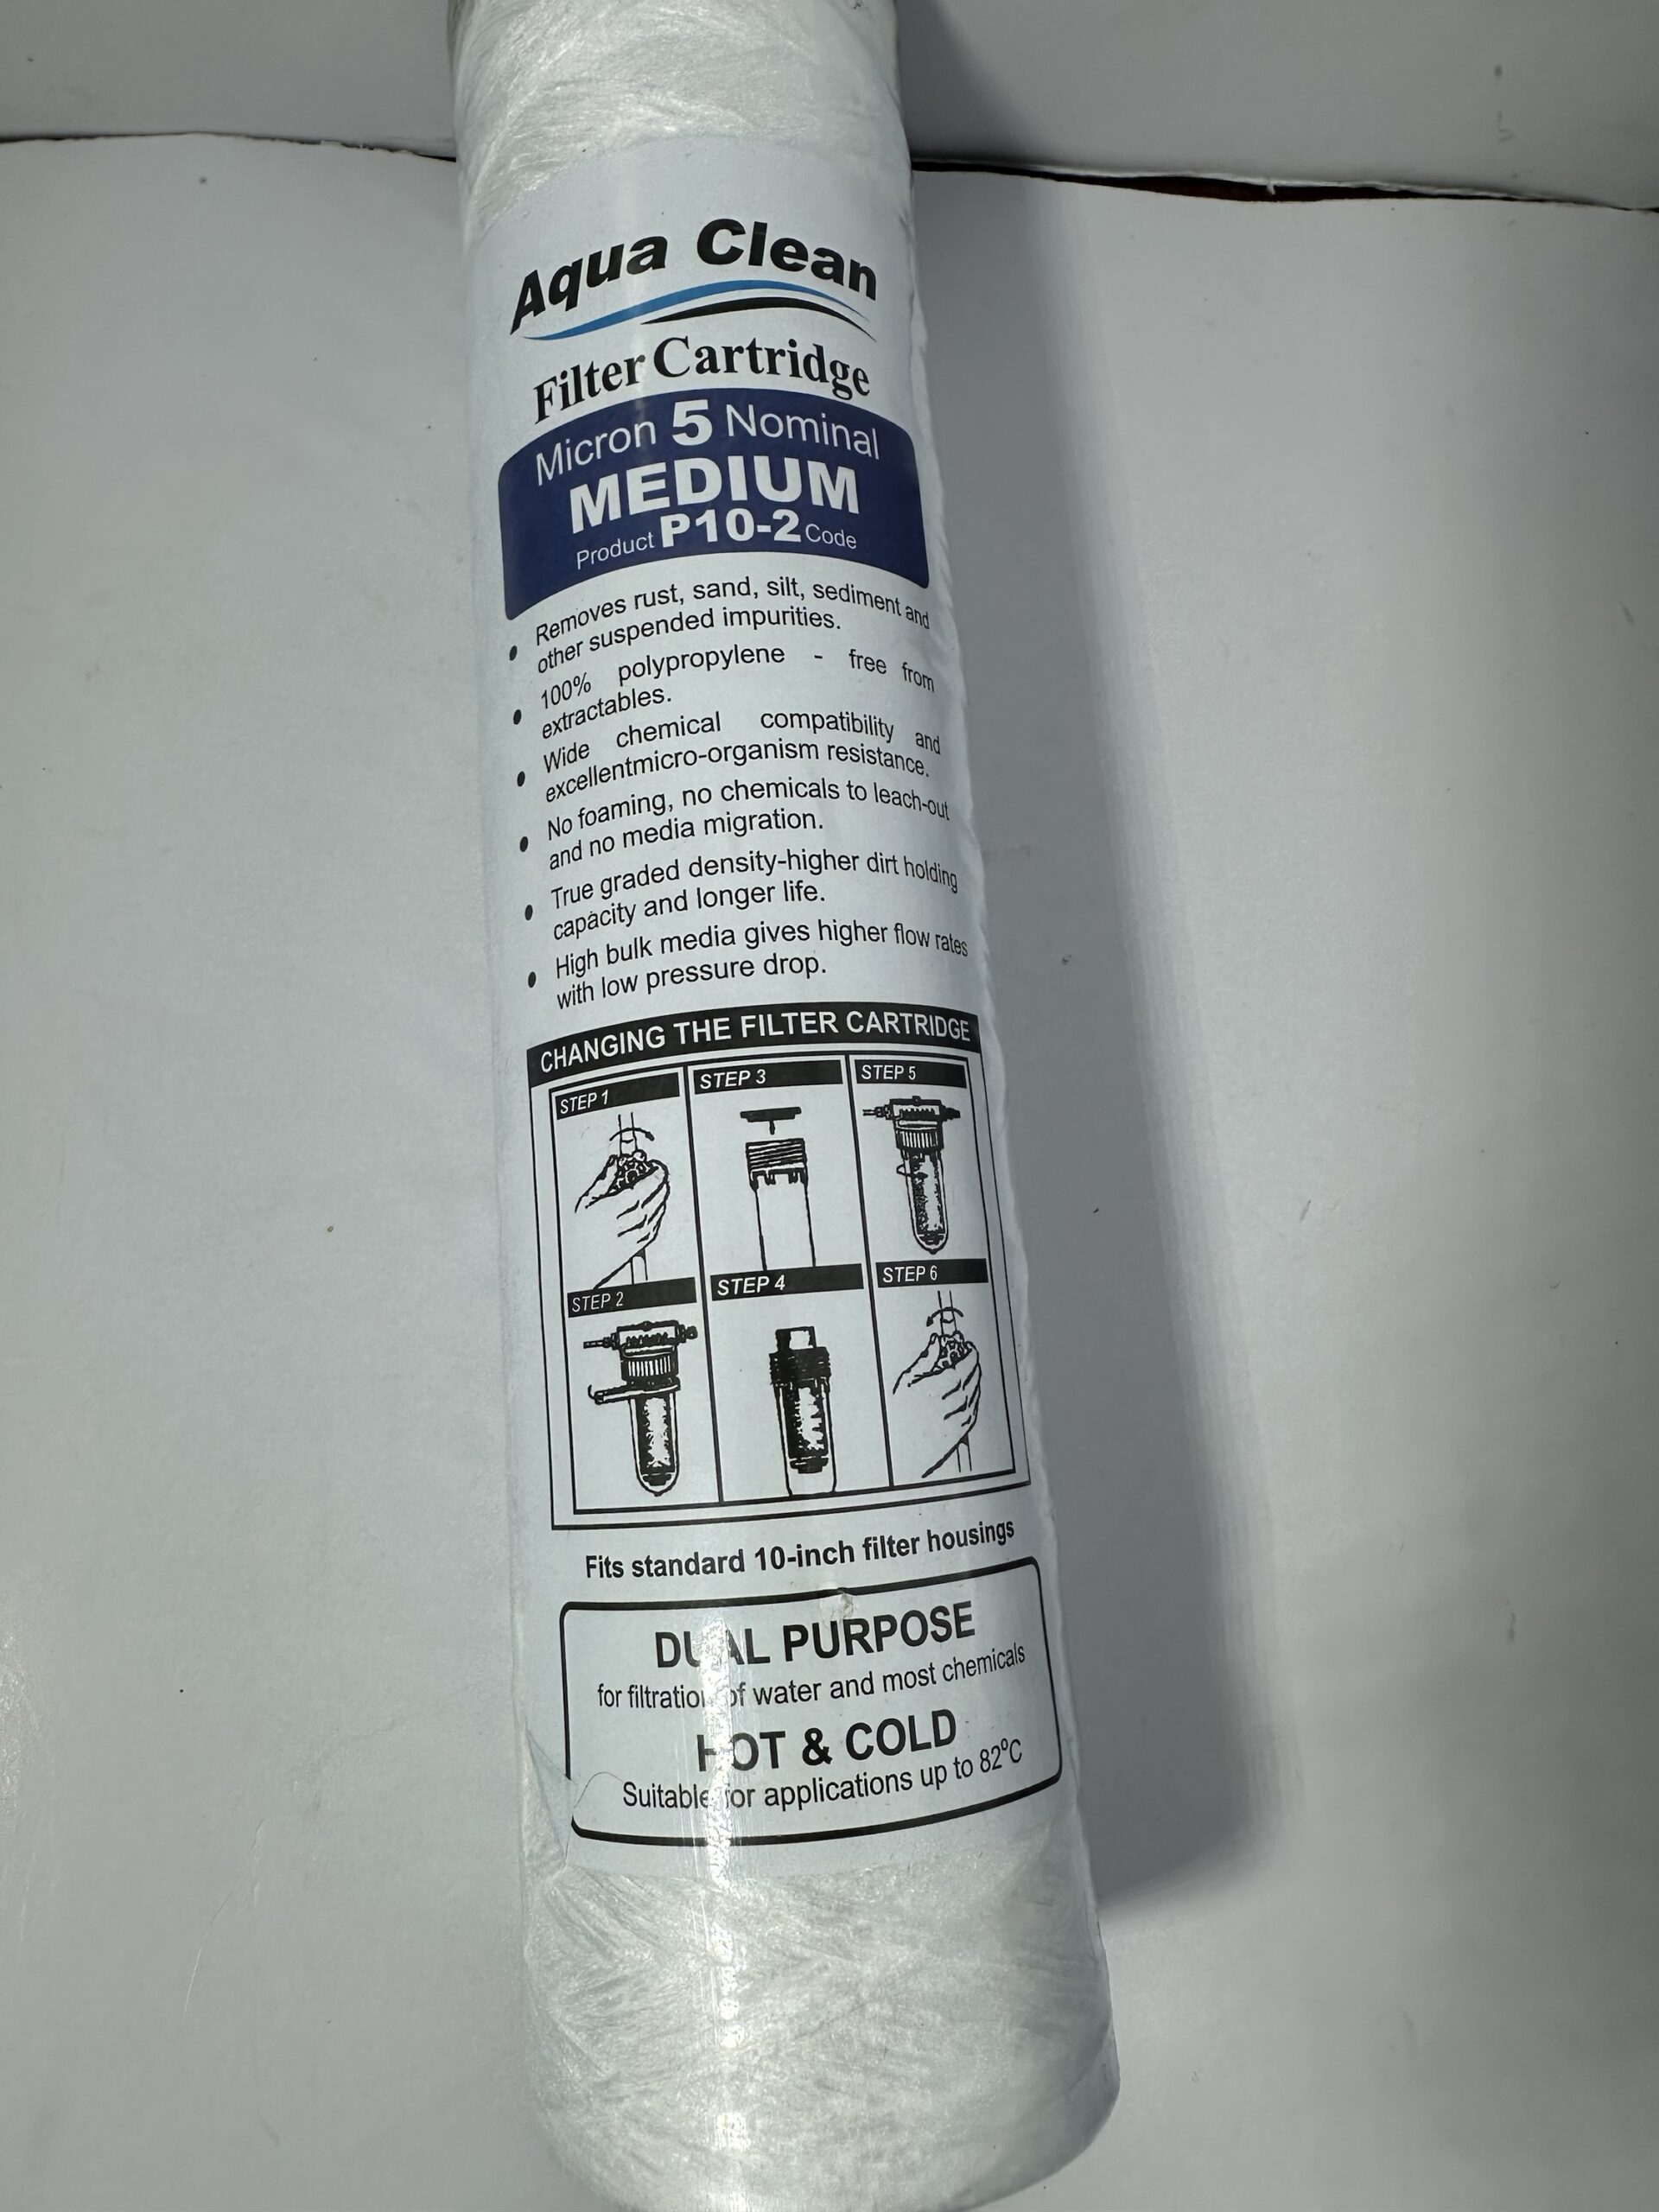 Aqua Clean
Filter Cartridge
Micron 5 Nominal
MEDIUM
Product P10-2 Code
• Removes rust, sand, silt, sediment and
other suspended impurities.
• 100% polypropylene - free from
extractables.
• Wide chemical compatibility and
excellentmicro-organism resistance.
• No foaming, no chemicals to leach-out
and no media migration.
• True graded density-higher dirt holding
capacity and longer life.
• High bulk media gives higher flow rates
with low pressure drop.
CHANGING THE FILTER CARTRIDGE
STEP 1
STEP 2
STEP 3
STEP 4
STEP 5
STEP 6
Fits standard 10-inch filter housings
DUAL PURPOSE
for filtration of water and most chemicals
HOT & COLD
Suitable for applications up to 82°C